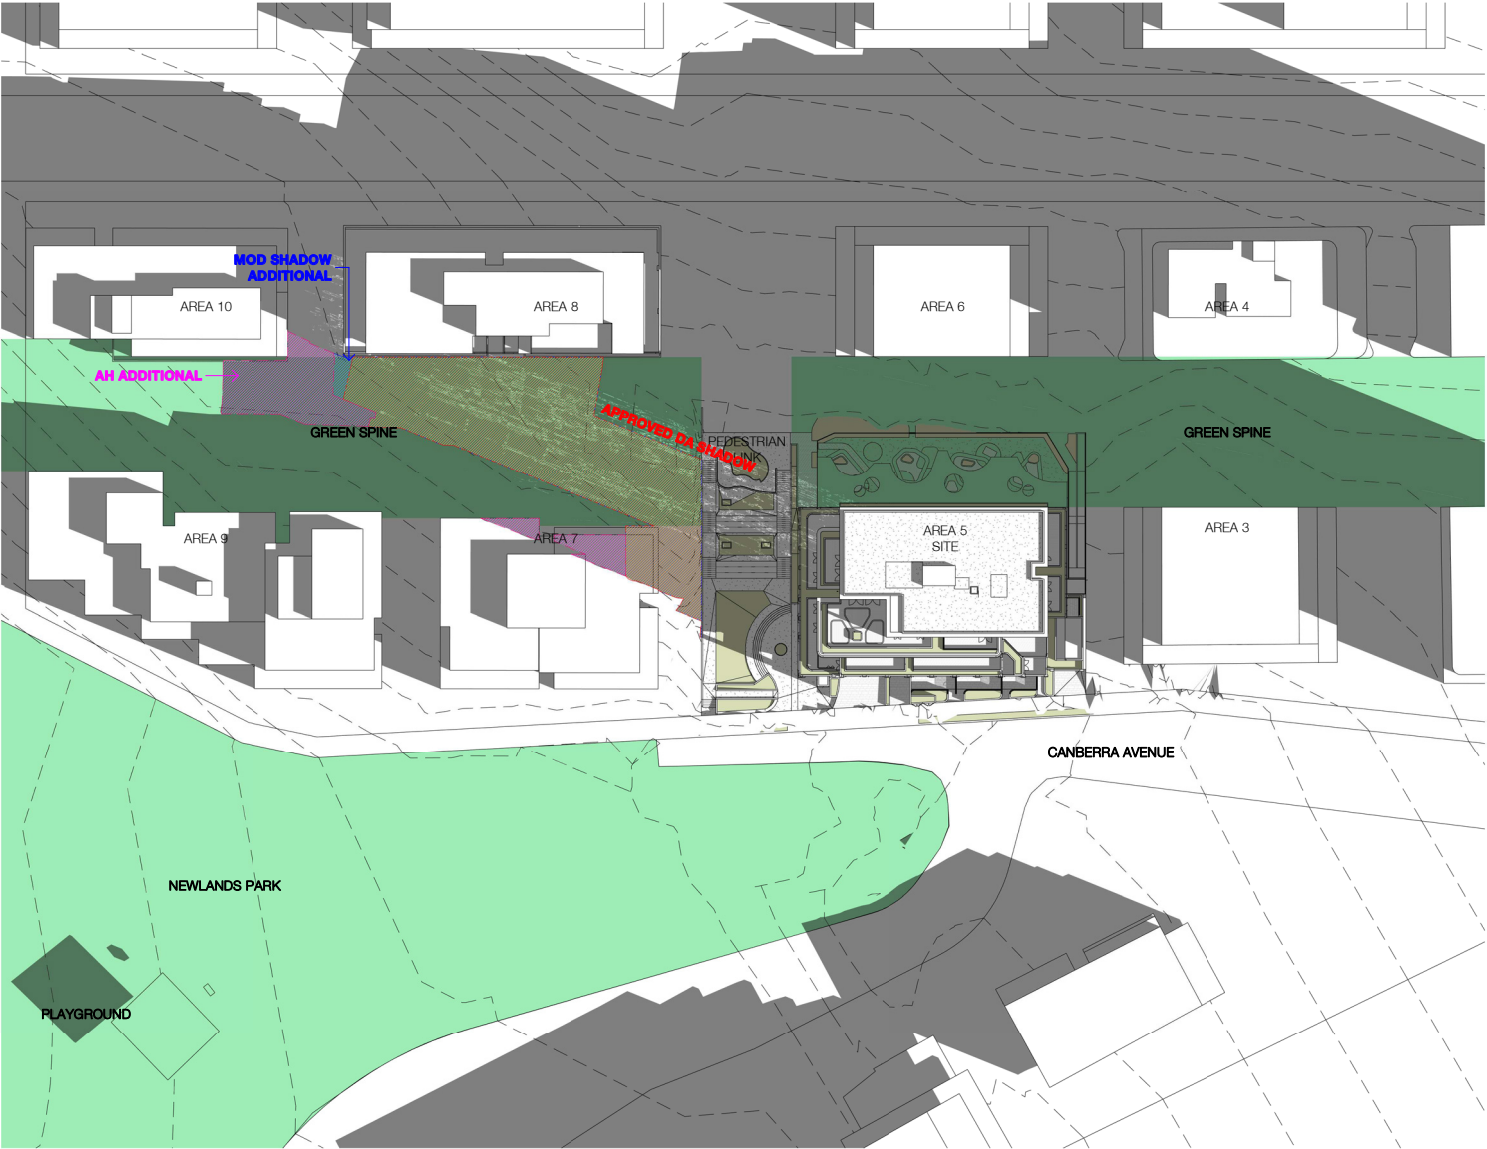 MOD SHADOW
ADDITIONAL
AREA 10
AREA 8
AREA 6
AREA 4
AH ADDITIONAL
GREEN SPINE
APPROVED DA SHADOW
PEDESTRIAN
LINK
GREEN SPINE
AREA 9
AREA 7
AREA 5
SITE
AREA 3
CANBERRA AVENUE
NEWLANDS PARK
PLAYGROUND